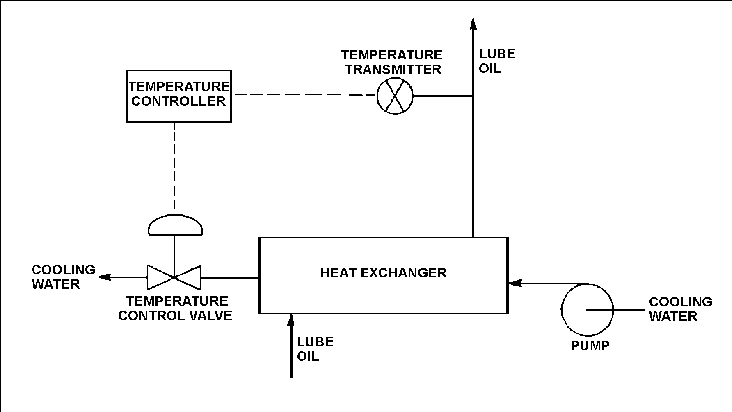 TEMPERATURE
TRANSMITTER
LUBE
OIL
TEMPERATURE
CONTROLLER
HEAT EXCHANGER
COOLING
WATER
TEMPERATURE
CONTROL VALVE
COOLING
WATER
PUMP
LUBE
OIL